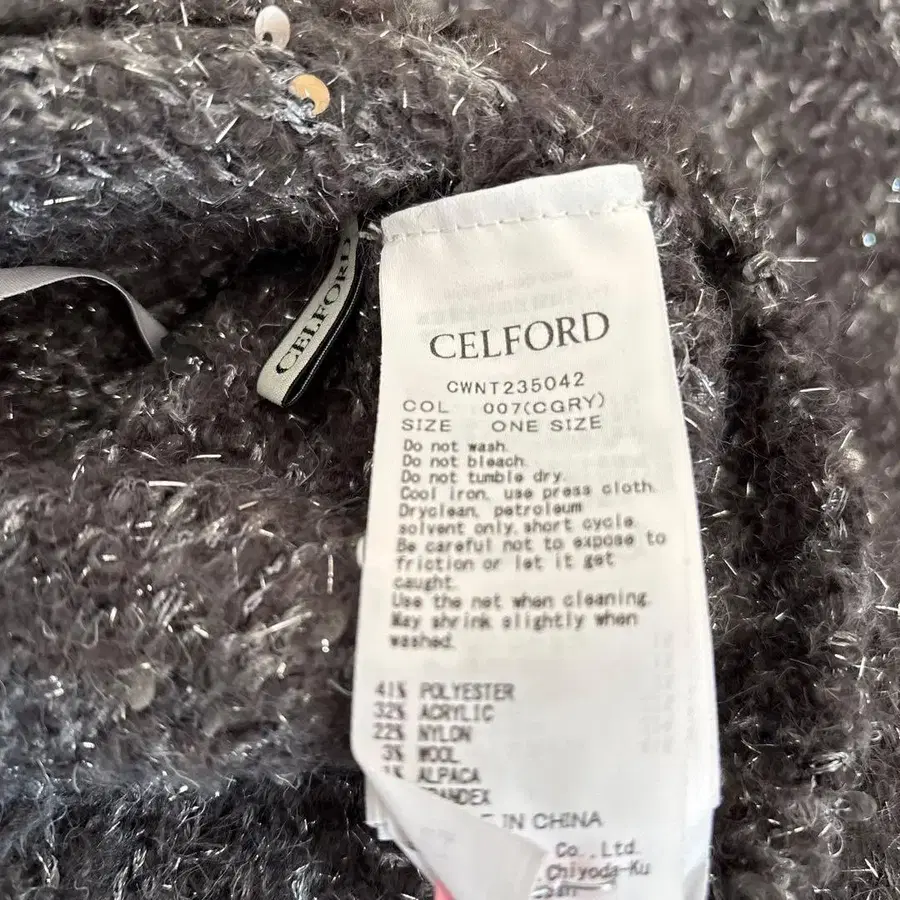 CELFORD
CELFORD
CWNT235042
COL 007(CGRY)
SIZE ONE SIZE
Do not wash.
Do not bleach.
Do not tumble dry.
Cool iron, use press cloth.
Dryclean, petroleum
solvent only, short cycle.
Be careful not to expose to
friction or let it get
caught.
Use the net when cleaning.
May shrink slightly when
washed.
41% POLYESTER
32% ACRYLIC
22% NYLON
3% WOOL
1% ALPACA
ANDEX
IN CHINA
Co.,Ltd.
Chiyoda-Ku